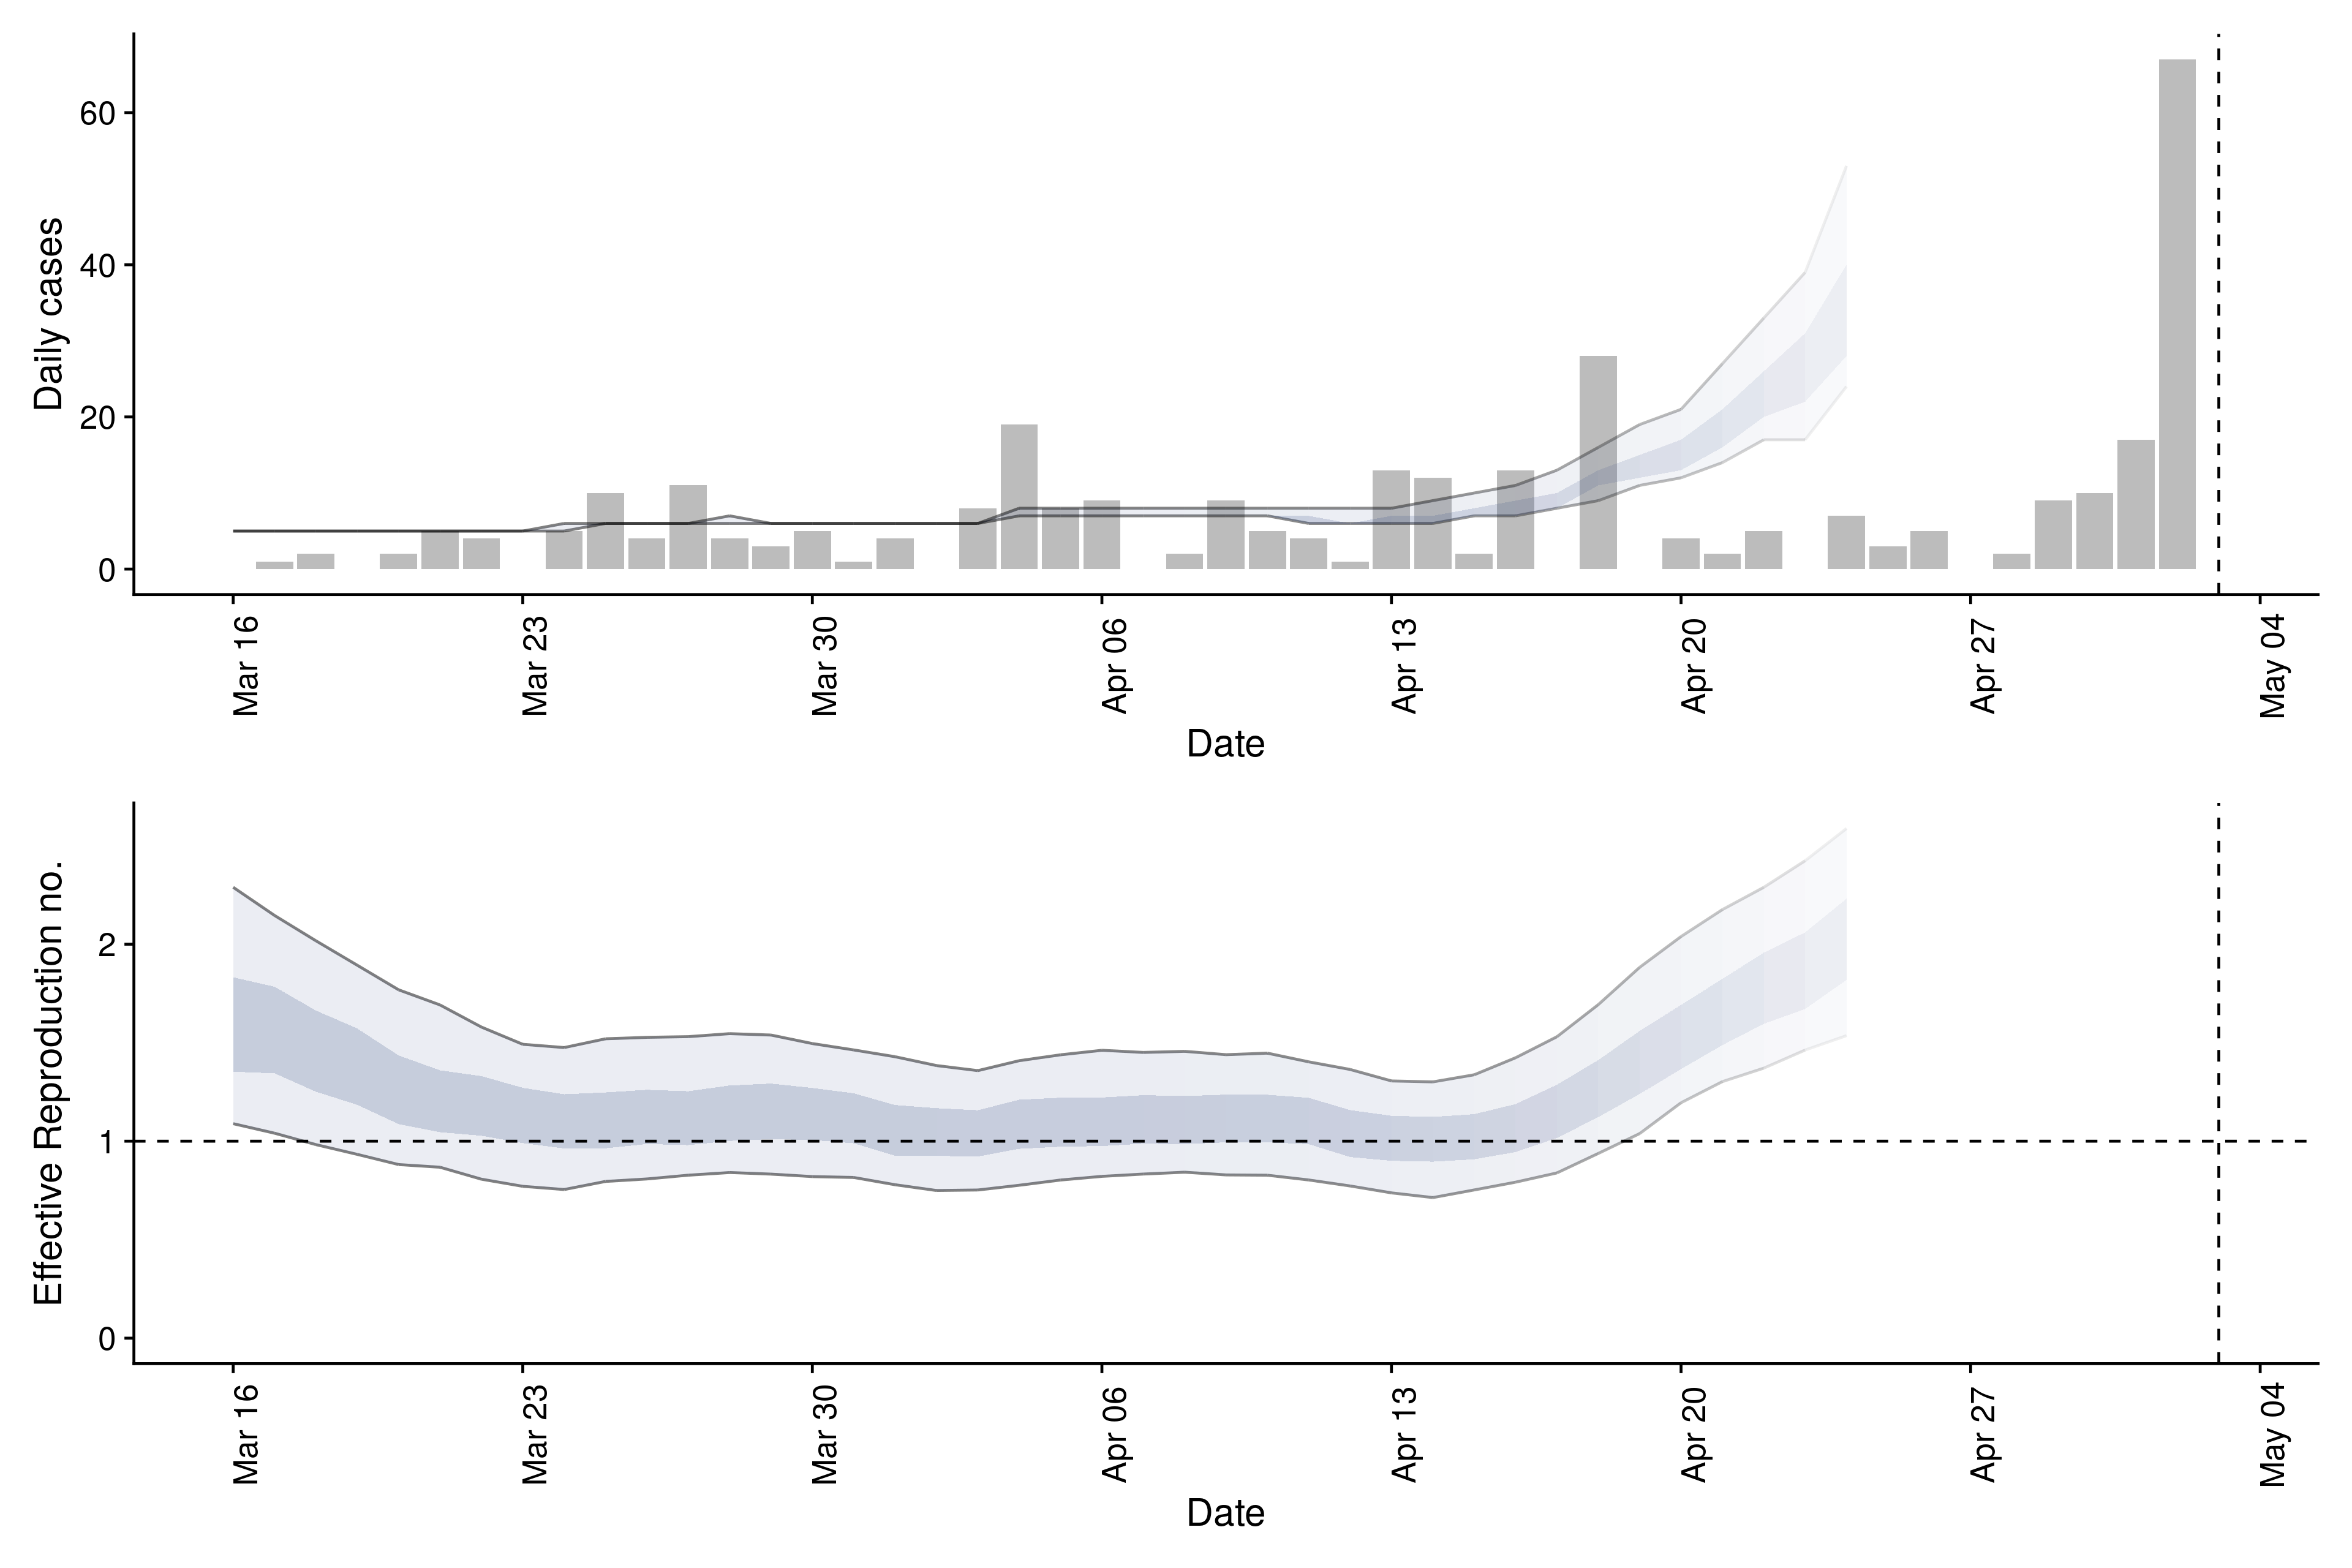 Daily cases
60
40
20
0
Mar 16
Mar 23
Mar 30
Apr 06
Apr 13
Apr 20
Apr 27
May 04
Date
Effective Reproduction no.
2
1
0
Mar 16
Mar 23
Mar 30
Apr 06
Apr 13
Apr 20
Apr 27
May 04
Date